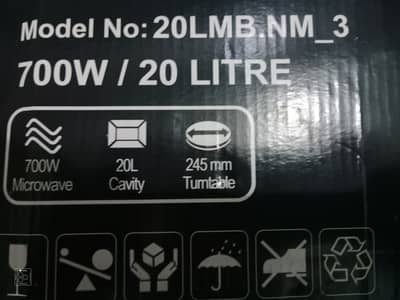 Model No: 20LMB.NM_3
700W / 20 LITRE
700W 20L 245 mm
Microwave Cavity Turntable